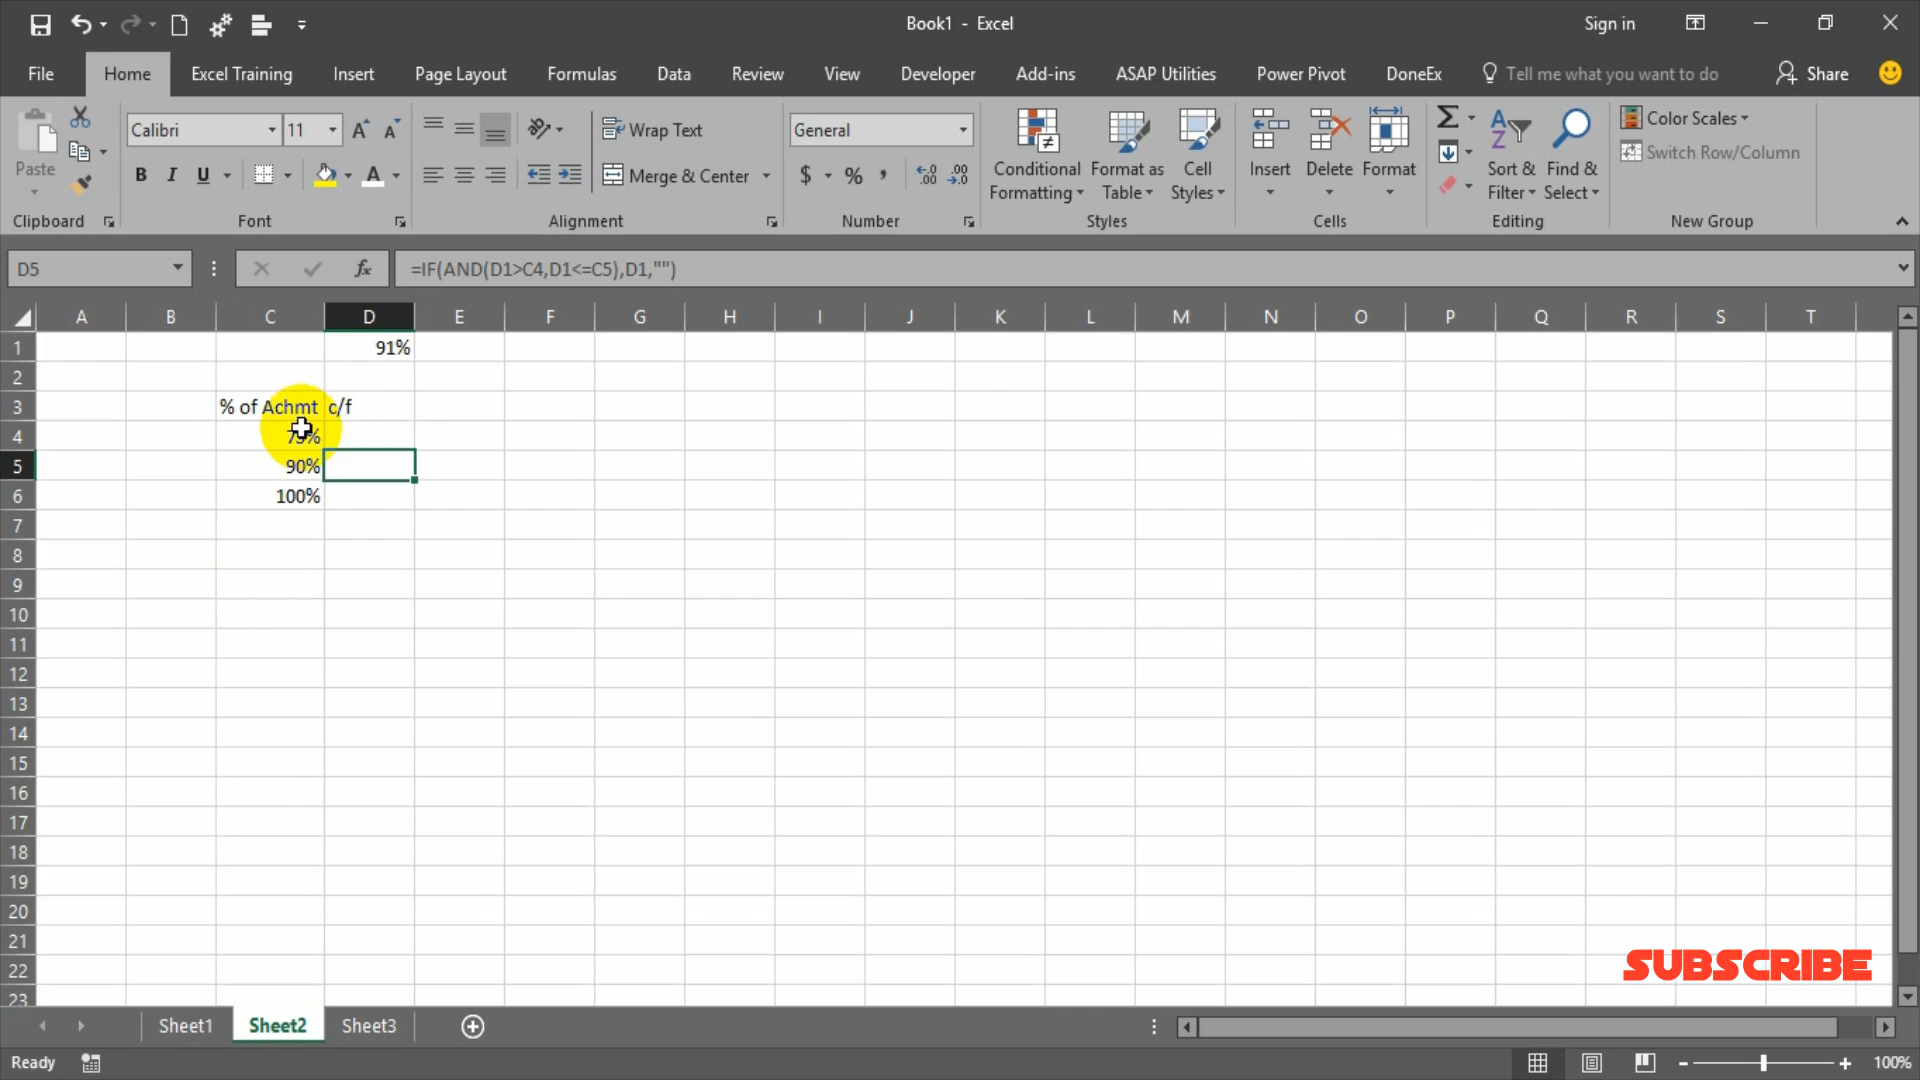 Book1 - Excel
Sign in
File Home Excel Training Insert Page Layout Formulas Data Review View Developer Add-ins ASAP Utilities Power Pivot DoneEx Tell me what you want to do Share
Paste
Calibri 11
B I U
A
Wrap Text
Merge & Center
General
$ % ,
Conditional Formatting
Format as Table
Cell Styles
Insert
Delete
Format
Sort & Filter
Find & Select
Color Scales
Switch Row/Column
Clipboard Font Alignment Number Styles Cells Editing New Group
D5 fx =IF(AND(D1>C4,D1<=C5),D1,"")
A B C D E F G H I J K L M N O P Q R S T
1 91%
2
3 % of Achmt c/f
4
5 90%
6 100%
7
8
9
10
11
12
13
14
15
16
17
18
19
20
21
22
23
SUBSCRIBE
Sheet1 Sheet2 Sheet3
Ready 100%